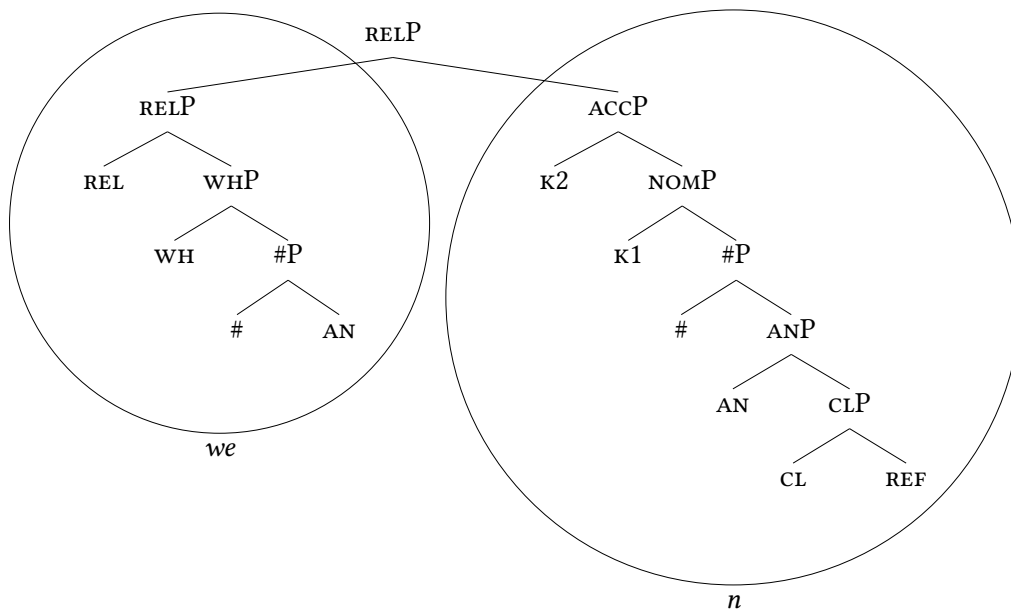 RELP
RELP ACCP
REL WHP K2 NOMP
WH #P K1 #P
# AN # ANP
AN CLP
we
CL REF
n